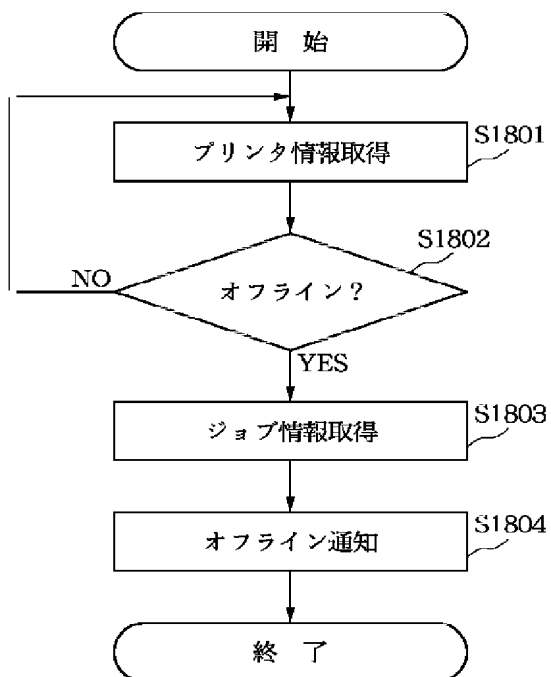 開 始
S1801
プリンタ情報取得
S1802
オフライン?
NO
YES
S1803
ジョブ情報取得
S1804
オフライン通知
終 了